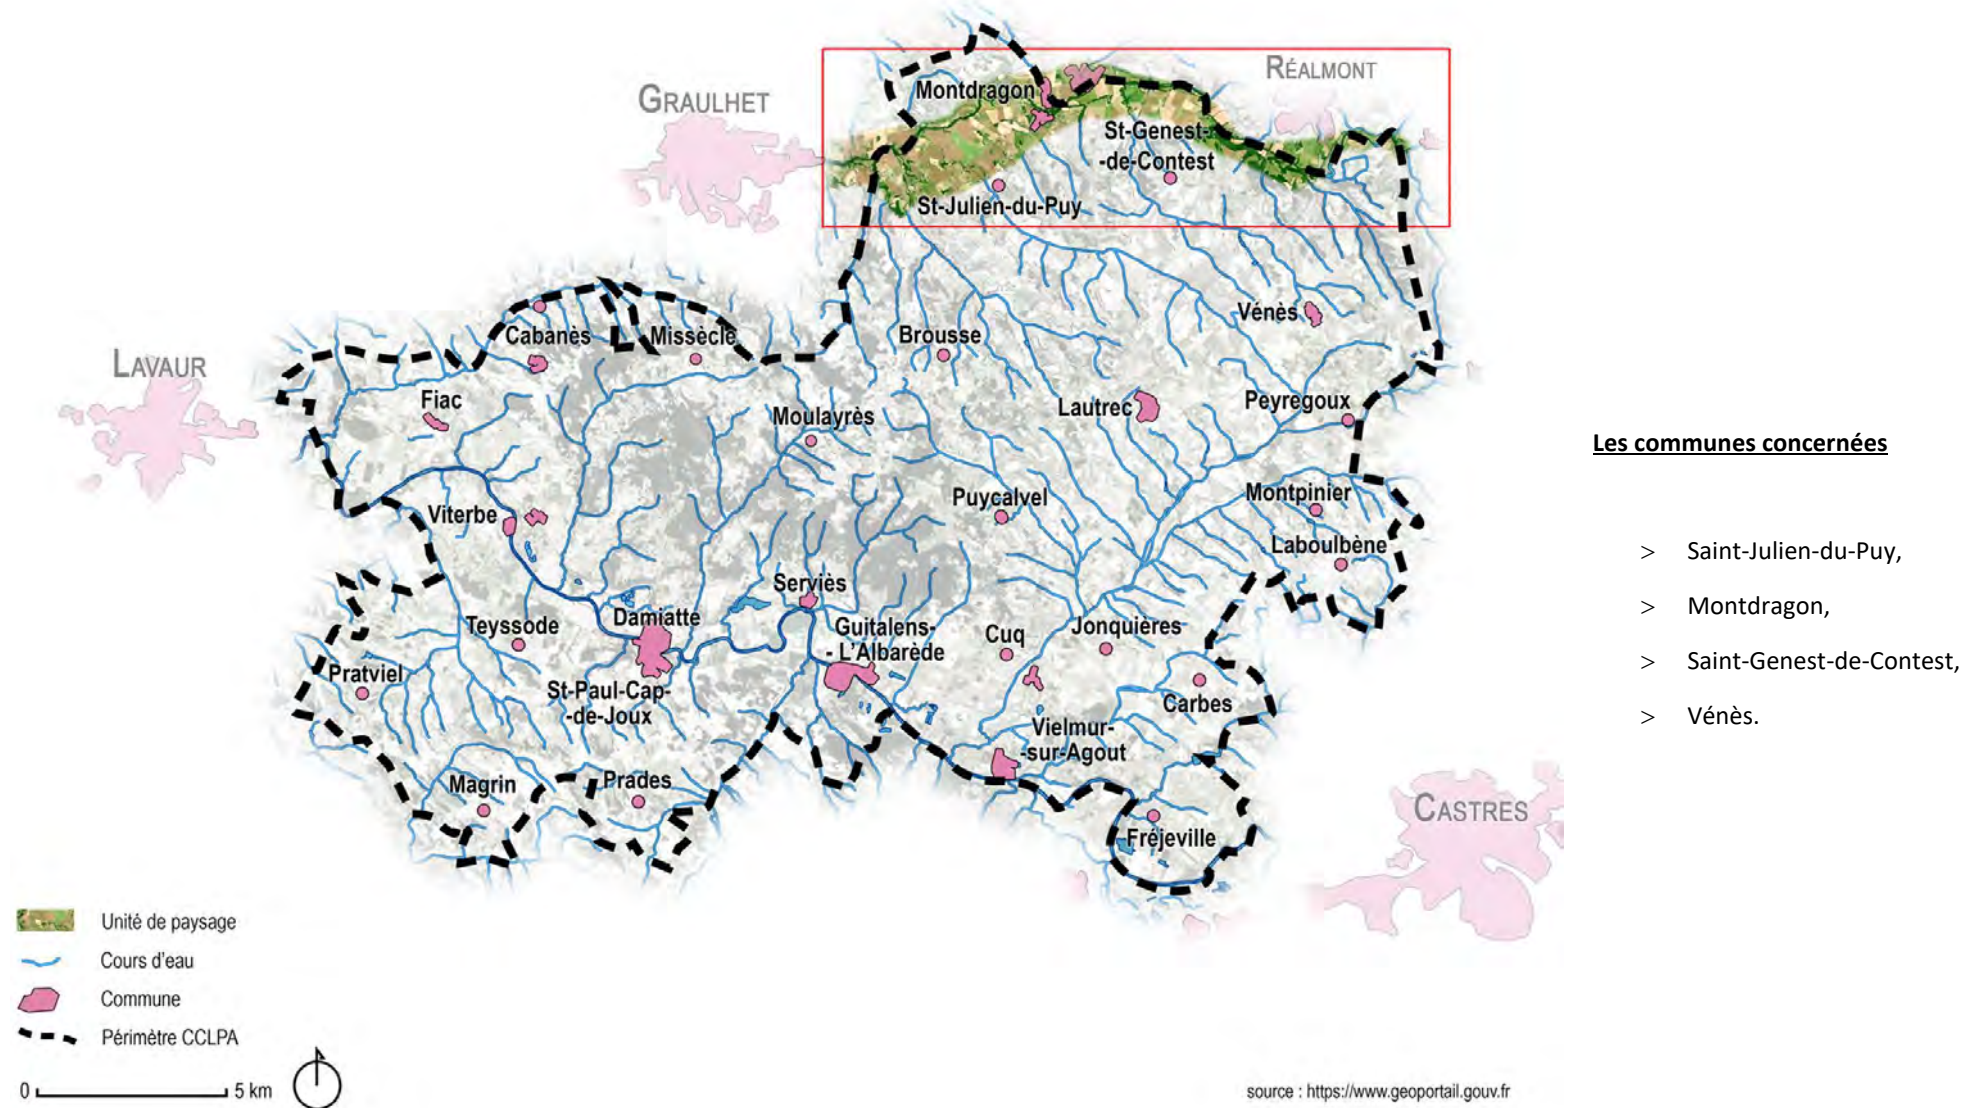 RÉALMONT
GRAULHET
Montdragon
St-Genest-
-de-Contest
St-Julien-du-Puy
Vénès
Cabanès
Missècle
Brousse
LAVAUR
Fiac
Moulayrès
Lautrec
Peyregoux
Les communes concernées
Puycalvel
Montpinier
Viterbe
Laboulbène
> Saint-Julien-du-Puy,
Serviès
> Montdragon,
Teyssode
Damiatte
Guitalens-
- L'Albarède
Cuq
Jonquières
> Saint-Genest-de-Contest,
Pratviel
St-Paul-Cap-
-de-Joux
Carbes
> Vénès.
Vielmur-
-sur-Agout
Magrin
Prades
CASTRES
Fréjeville
Unité de paysage
Cours d'eau
Commune
Périmètre CCLPA
0 5 km
source : https://www.geoportail.gouv.fr